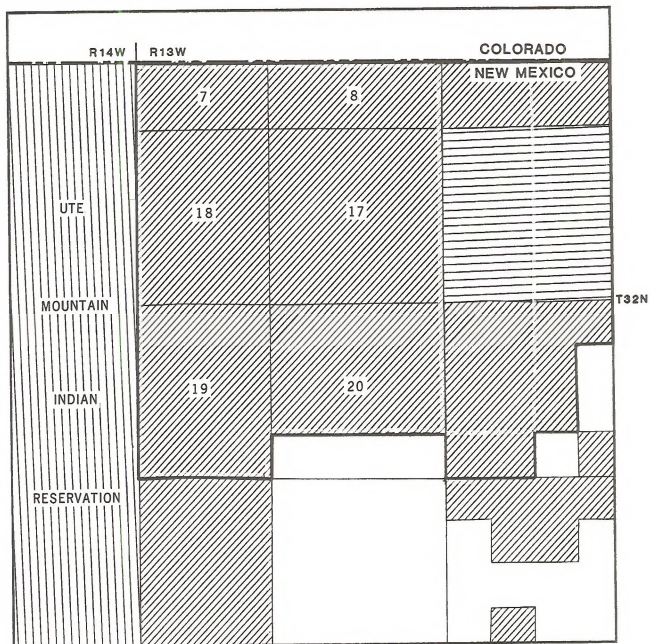 R14W R13W COLORADO
NEW MEXICO
7 8
UTE 18 17
MOUNTAIN T32N
19 20
INDIAN
RESERVATION